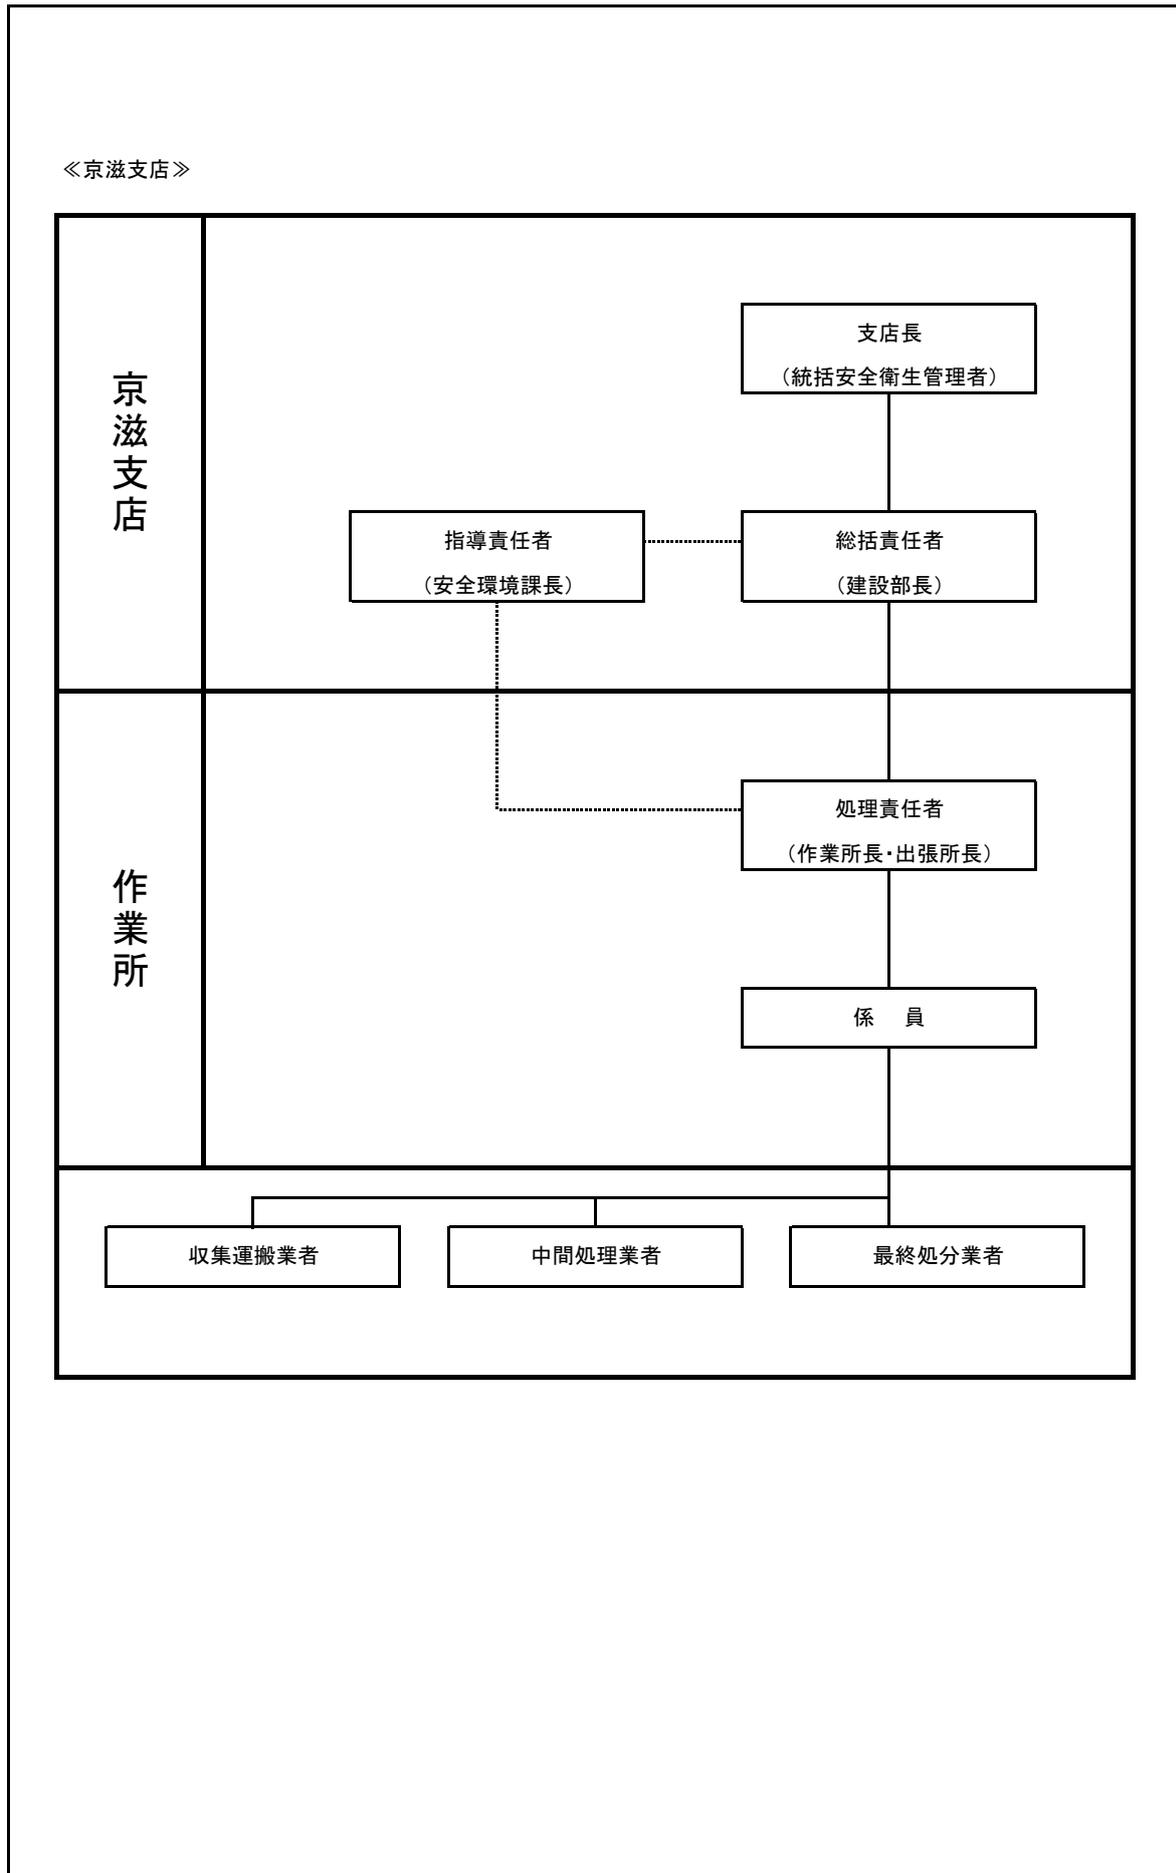 ≪京滋支店≫
京滋支店
支店長
（統括安全衛生管理者）
指導責任者
（安全環境課長）
総括責任者
（建設部長）
作業所
処理責任者
（作業所長・出張所長）
係　員
収集運搬業者
中間処理業者
最終処分業者